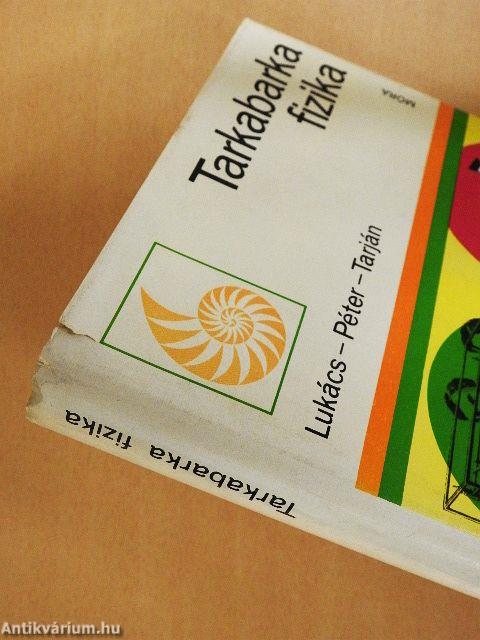 Tarkabarka
fizika
MÓRA
Lukács – Péter – Tarján
Tarkabarka fizika
Antikvárium.hu